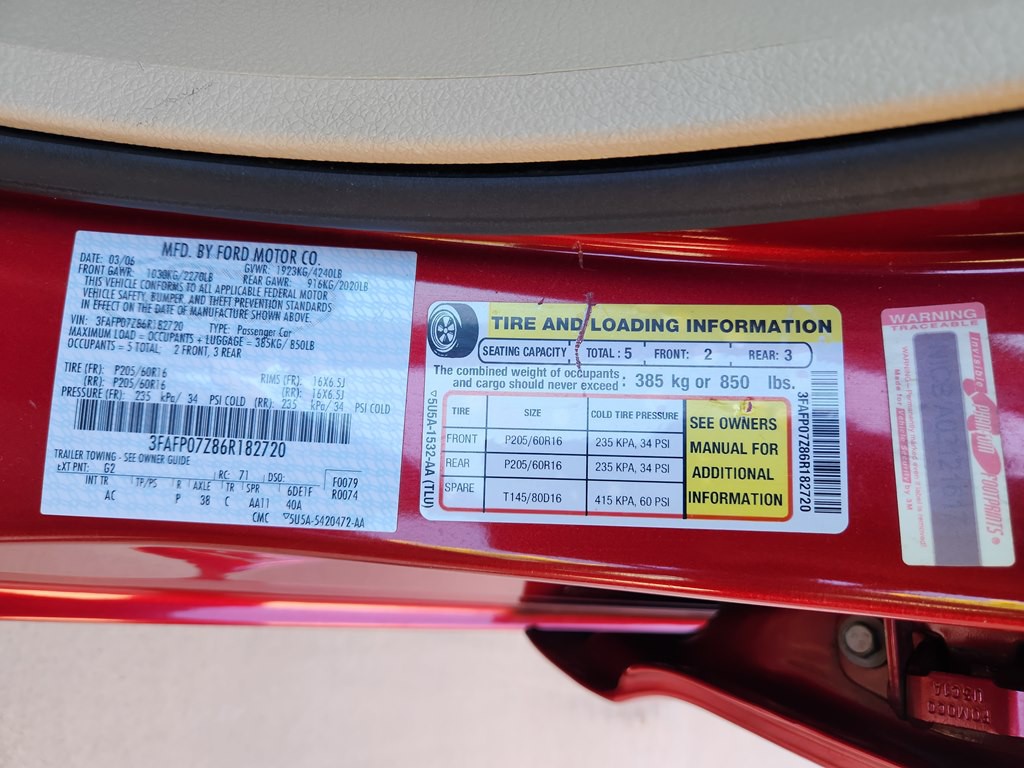 MFD. BY FORD MOTOR CO.
DATE: 03/06 GVWR: 1923KG/4240LB
FRONT GAWR: 1030KG/2270LB REAR GAWR: 916KG/2020LB
THIS VEHICLE CONFORMS TO ALL APPLICABLE FEDERAL MOTOR
VEHICLE SAFETY, BUMPER, AND THEFT PREVENTION STANDARDS
IN EFFECT ON THE DATE OF MANUFACTURE SHOWN ABOVE.
VIN: 3FAFP07Z86R182720 TYPE: Passenger Car
MAXIMUM LOAD = OCCUPANTS + LUGGAGE = 385KG/ 850LB
OCCUPANTS = 5 TOTAL: 2 FRONT, 3 REAR
TIRE (FR): P205/60R16 RIMS (FR): 16X6.5J
(RR): P205/60R16 (RR): 16X6.5J
PRESSURE (FR): 235 kPa/ 34 PSI COLD (RR): 235 kPa/ 34 PSI COLD
3FAFP07Z86R182720
TRAILER TOWING - SEE OWNER GUIDE
EXT PNT: G2 RC: 71 DSO: F0079
INT TR TP/PS R AXLE TR SPR 6DE1F R0074
AC P 38 C AA11 40A
CMC ▽5U5A-5420472-AA
TIRE AND LOADING INFORMATION
SEATING CAPACITY TOTAL : 5 FRONT: 2 REAR: 3
The combined weight of occupants
and cargo should never exceed : 385 kg or 850 lbs.
TIRE SIZE COLD TIRE PRESSURE
FRONT P205/60R16 235 KPA, 34 PSI
REAR P205/60R16 235 KPA, 34 PSI
SPARE T145/80D16 415 KPA, 60 PSI
SEE OWNERS
MANUAL FOR
ADDITIONAL
INFORMATION
▽5U5A-1532-AA (TLU)
3FAFP07Z86R182720
WARNING
TRACEABLE
Invisible
FOOTPRINTS®
FOMOCO